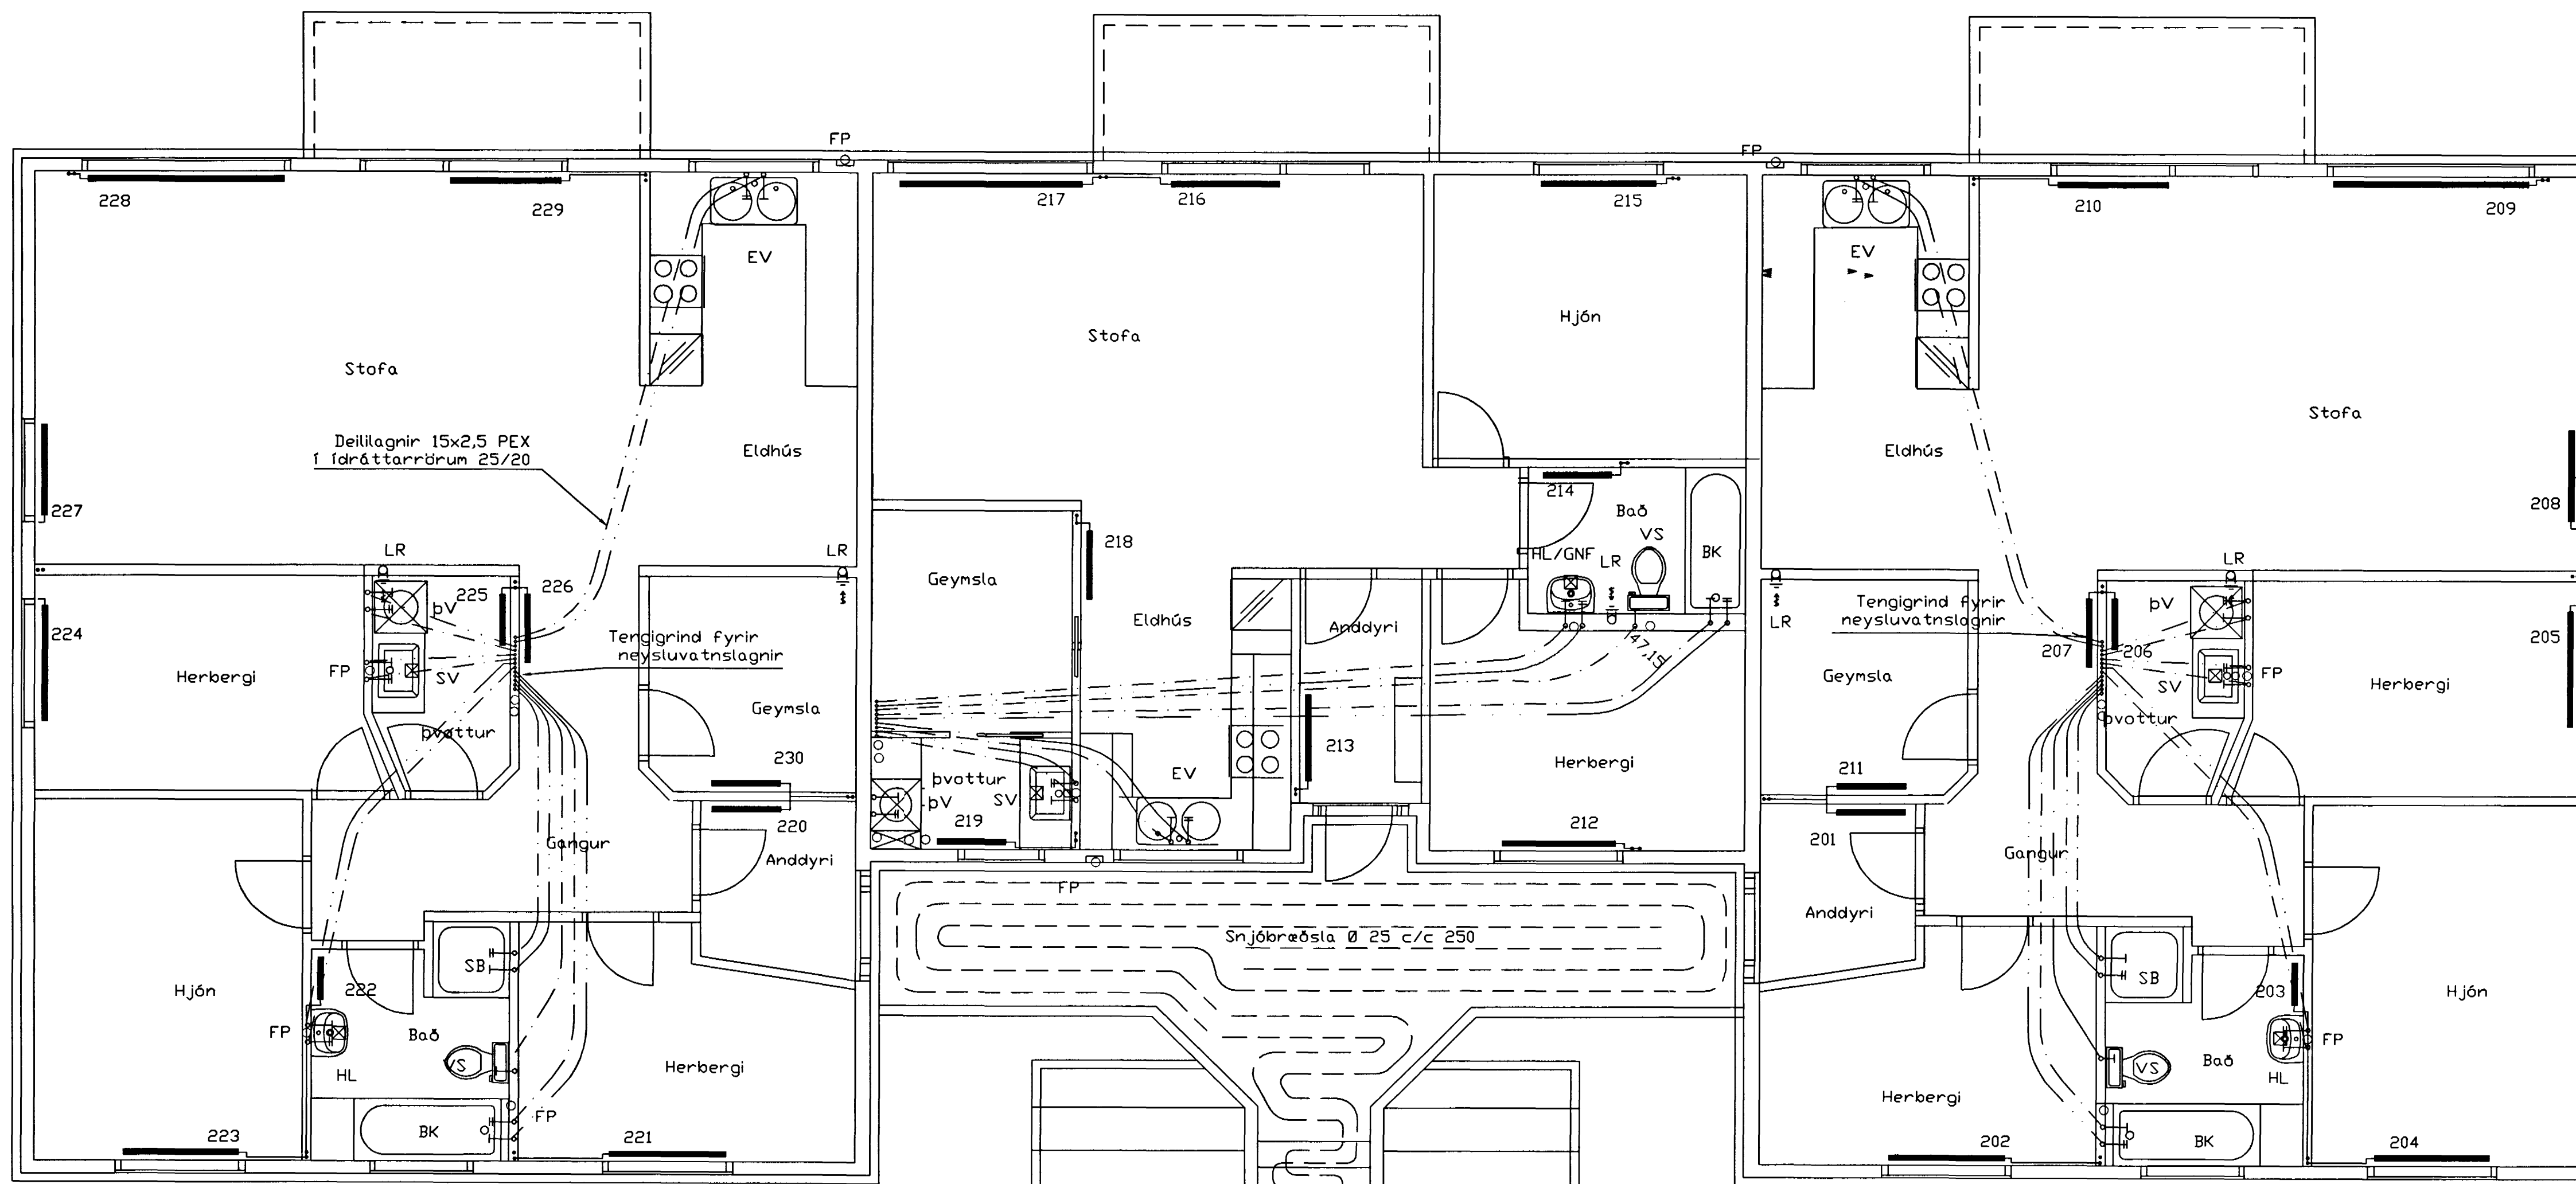 FP
FP
228
229
217
216
215
210
209
EV
EV
Stofa
Stofa
Hjón
Stofa
Deililagnir 15x2,5 PEX
í ídráttarrörum 25/20
Eldhús
Eldhús
227
214
208
Bað
VS
BK
LR
LR
218
HL/GNF
LR
LR
Geymsla
225
226
þV
224
Tengigrind fyrir
neysluvatnslagnir
Eldhús
Anddyri
47,15
LR
Tengigrind fyrir
neysluvatnslagnir
þV
205
207
206
Herbergi
FP
SV
Geymsla
SV
FP
Herbergi
Geymsla
þvottur
þvottur
213
230
þvottur
þV
SV
EV
Herbergi
211
219
220
212
201
Gangur
Anddyri
FP
Gangur
Anddyri
Snjóbræðsla Ø 25 c/c 250
SB
SB
Hjón
222
203
Hjón
FP
Bað
VS
HL
Herbergi
FP
Bað
VS
HL
Herbergi
FP
BK
223
221
202
BK
204